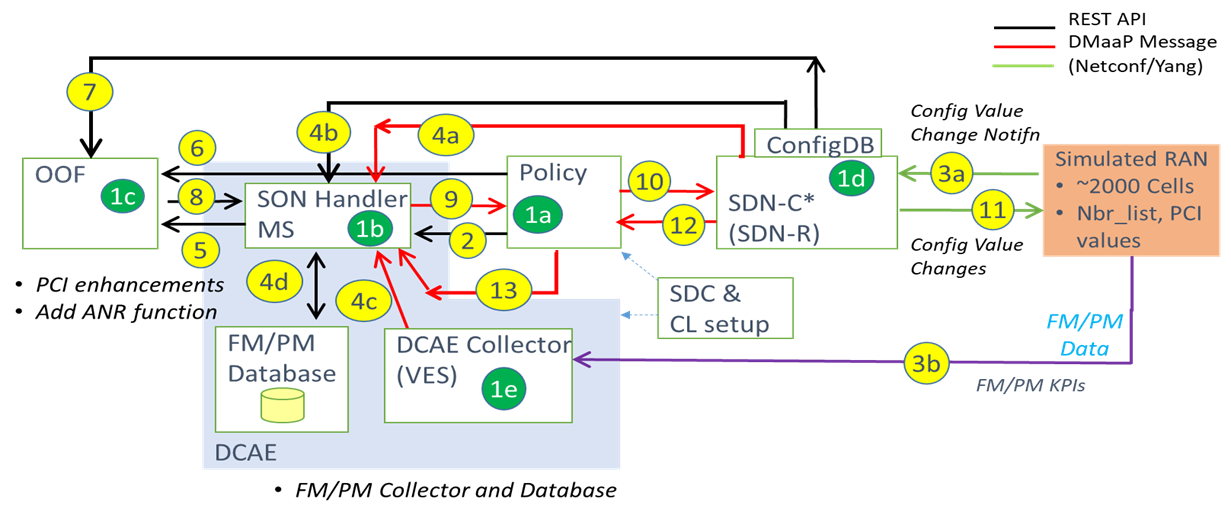 REST API
DMaaP Message
(Netconf/Yang)
7
4b
4a
Config Value
Change Notifn
6
ConfigDB
1d
3a
Simulated RAN
• ~2000 Cells
• Nbr_list, PCI
values
OOF
1c
8
5
SON Handler
MS
1b
9
2
Policy
1a
10
12
SDN-C*
(SDN-R)
11
Config Value
Changes
• PCI enhancements
• Add ANR function
4d
4c
13
SDC &
CL setup
FM/PM
Database
DCAE Collector
(VES)
1e
FM/PM
Data
3b
FM/PM KPIs
DCAE
• FM/PM Collector and Database